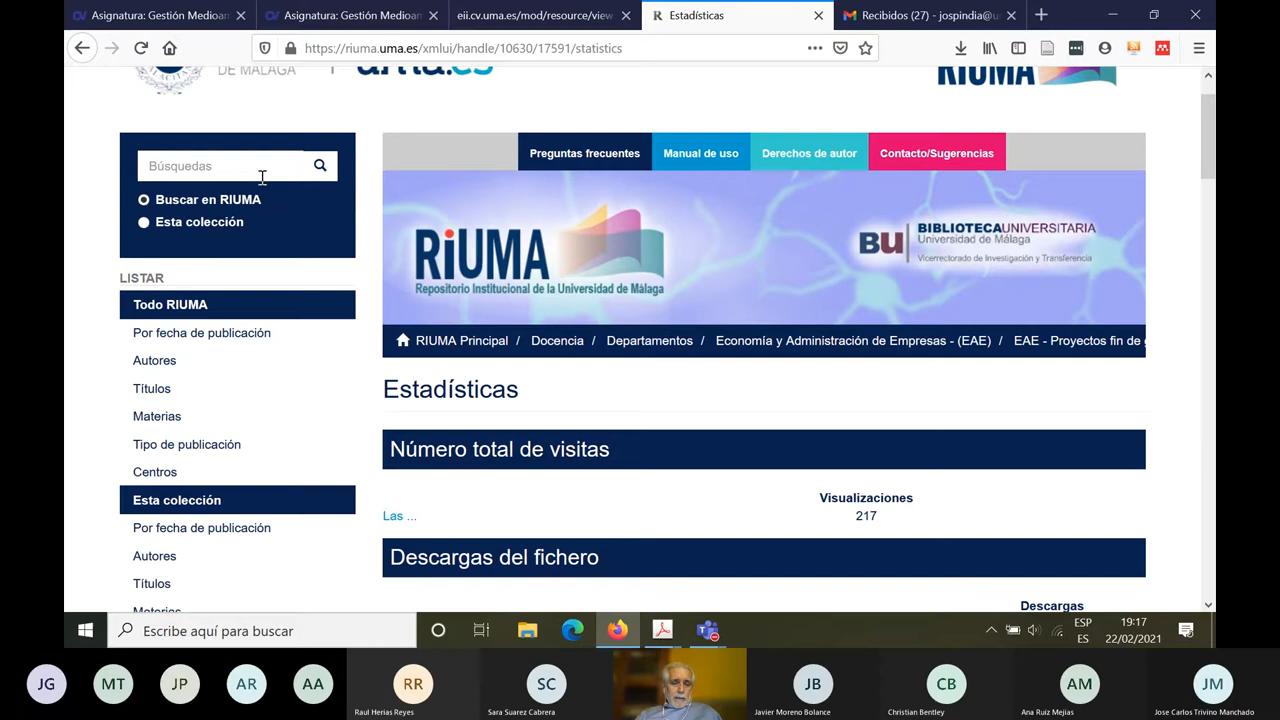 Asignatura: Gestión Medioam
Asignatura: Gestión Medioam
eii.cv.uma.es/mod/resource/view
Estadísticas
Recibidos (27) - jospindia@u
https://riuma.uma.es/xmlui/handle/10630/17591/statistics
DE MÁLAGA
uma.es
RIUMA
Búsquedas
Buscar en RIUMA
Esta colección
LISTAR
Todo RIUMA
Por fecha de publicación
Autores
Títulos
Materias
Tipo de publicación
Centros
Esta colección
Por fecha de publicación
Autores
Títulos
Materias
Preguntas frecuentes
Manual de uso
Derechos de autor
Contacto/Sugerencias
RiUMA
Repositorio Institucional de la Universidad de Málaga
BU
BIBLIOTECAUNIVERSITARIA
Universidad de Málaga
Vicerrectorado de Investigación y Transferencia
RIUMA Principal / Docencia / Departamentos / Economía y Administración de Empresas - (EAE) / EAE - Proyectos fin de
Estadísticas
Número total de visitas
Visualizaciones
Las ... 217
Descargas del fichero
Descargas
Escribe aquí para buscar
ESP
ES
19:17
22/02/2021
JG
MT
JP
AR
AA
RR
Raul Herias Reyes
SC
Sara Suarez Cabrera
JB
Javier Moreno Bolance
CB
Christian Bentley
AM
Ana Ruiz Mejias
JM
Jose Carlos Trivino Manchado